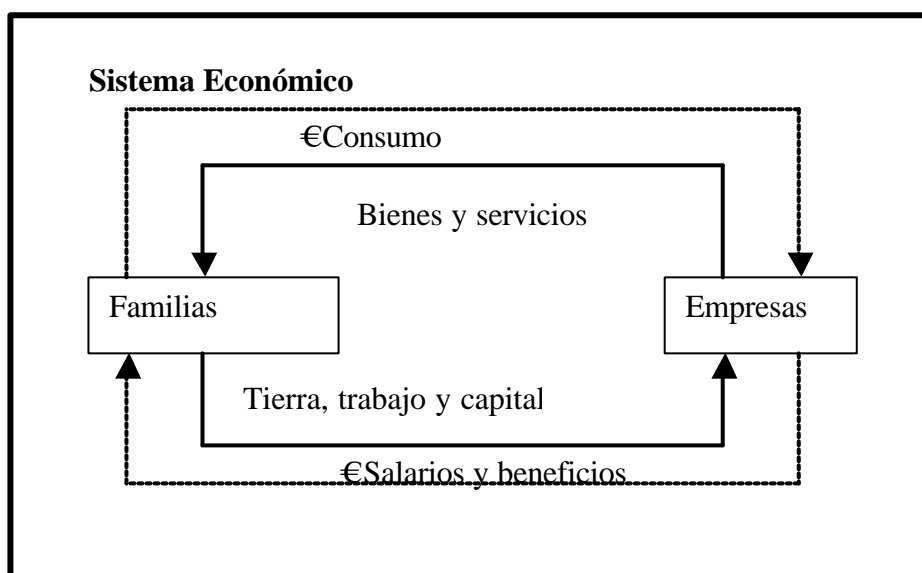 Sistema Económico
€Consumo
Bienes y servicios
Familias
Empresas
Tierra, trabajo y capital
€Salarios y beneficios